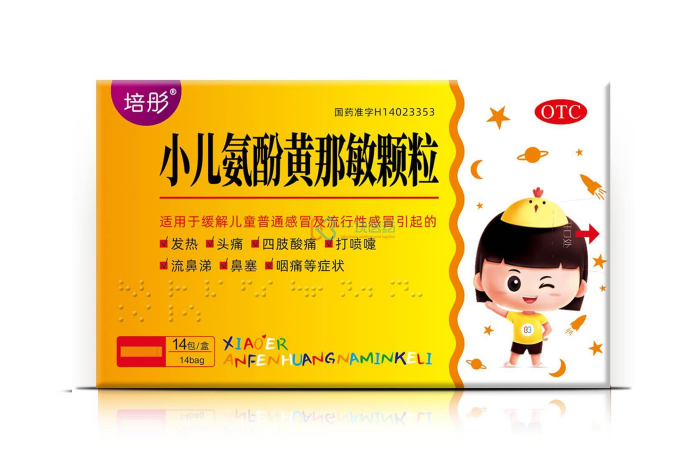 培彤®
国药准字H14023353
OTC
小儿氨酚黄那敏颗粒
适用于缓解儿童普通感冒及流行性感冒引起的
•发热 •头痛 •四肢酸痛 •打喷嚏
•流鼻涕 •鼻塞 •咽痛等症状
14包/盒
14bag
XIAO'ER
ANFENHUANGNAMINKELI
83